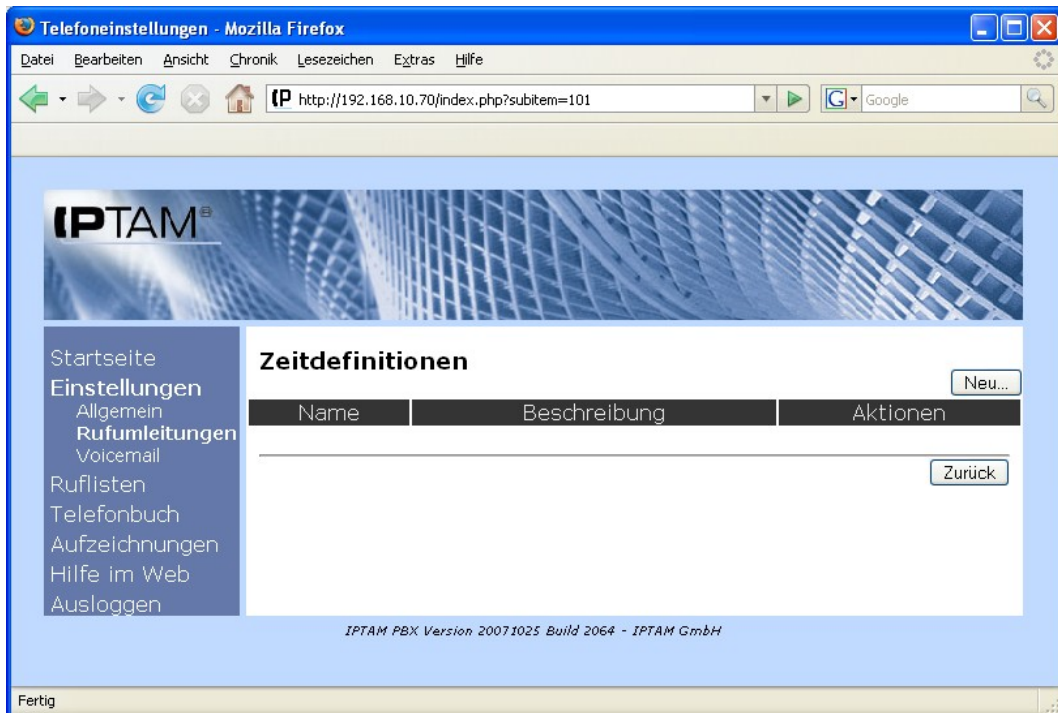 Telefoneinstellungen - Mozilla Firefox
Datei Bearbeiten Ansicht Chronik Lesezeichen Extras Hilfe
http://192.168.10.70/index.php?subitem=101
G Google
IPTAM®
Startseite
Einstellungen
Allgemein
Rufumleitungen
Voicemail
Ruflisten
Telefonbuch
Aufzeichnungen
Hilfe im Web
Ausloggen
Zeitdefinitionen
Neu...
Name Beschreibung Aktionen
Zurück
IPTAM PBX Version 20071025 Build 2064 - IPTAM GmbH
Fertig